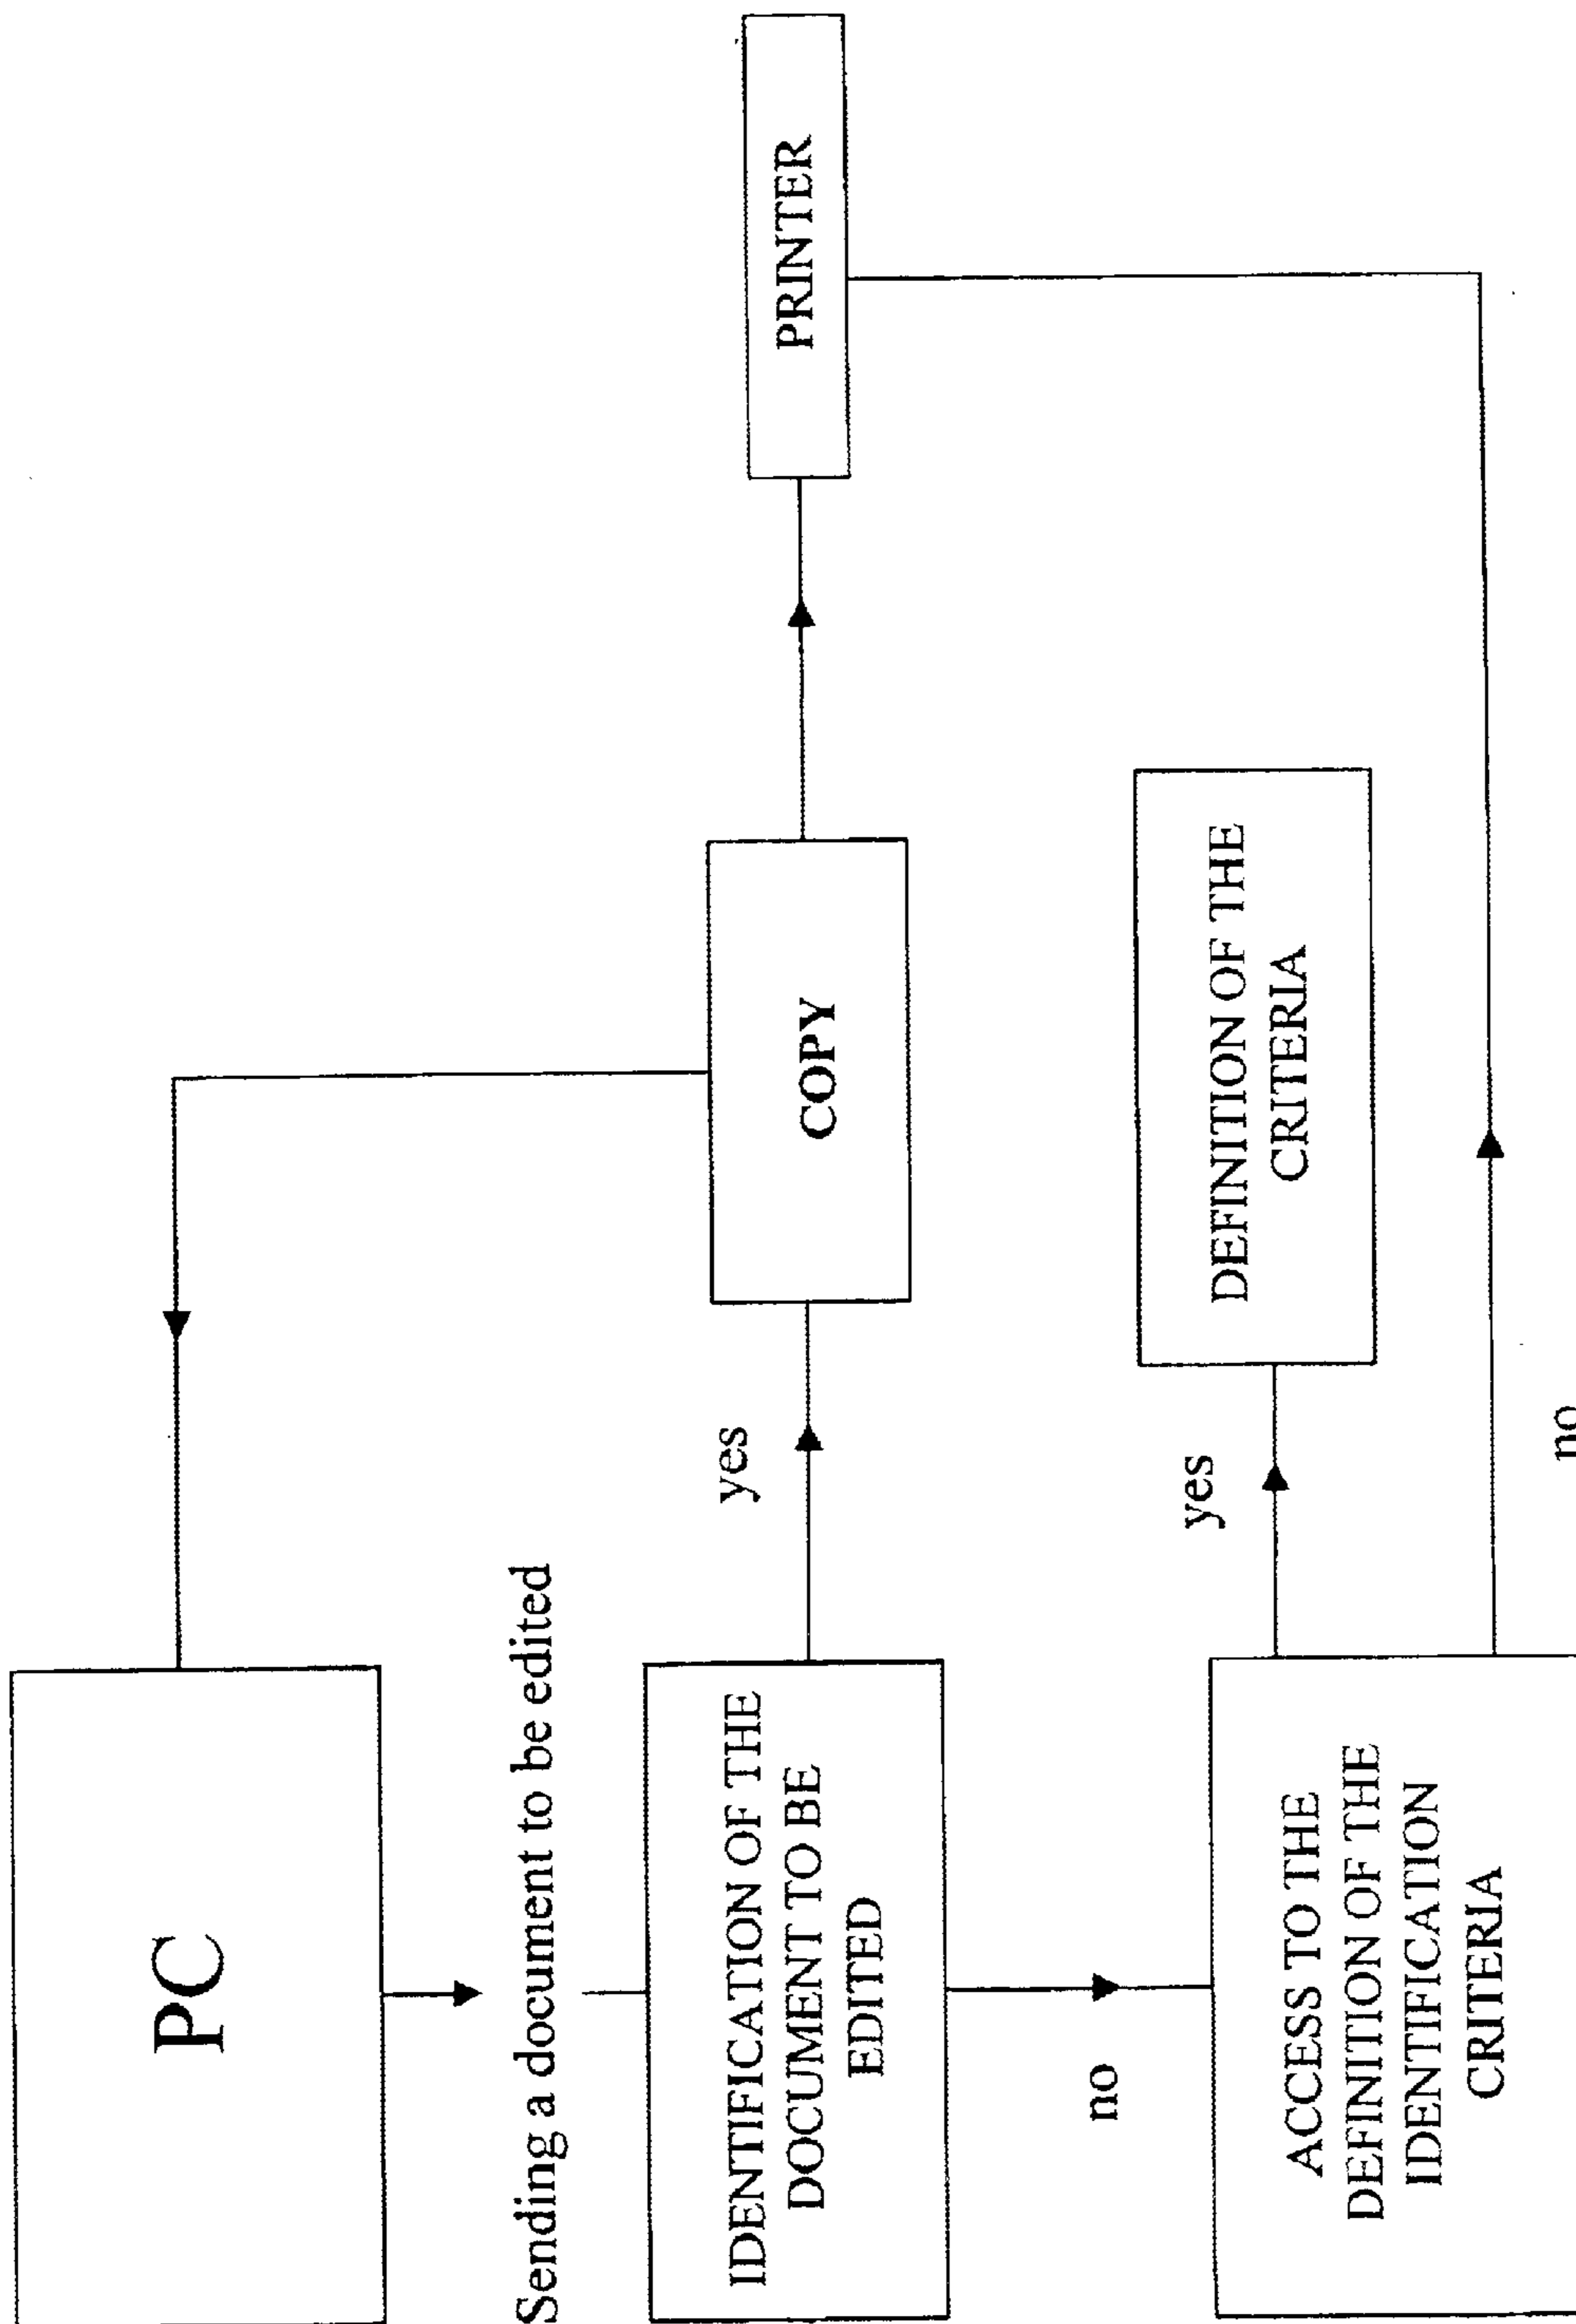 PC
Sending a document to be edited
IDENTIFICATION OF THE
DOCUMENT TO BE
EDITED
yes
COPY
PRINTER
no
ACCESS TO THE
DEFINITION OF THE
IDENTIFICATION
CRITERIA
yes
DEFINITION OF THE
CRITERIA
no